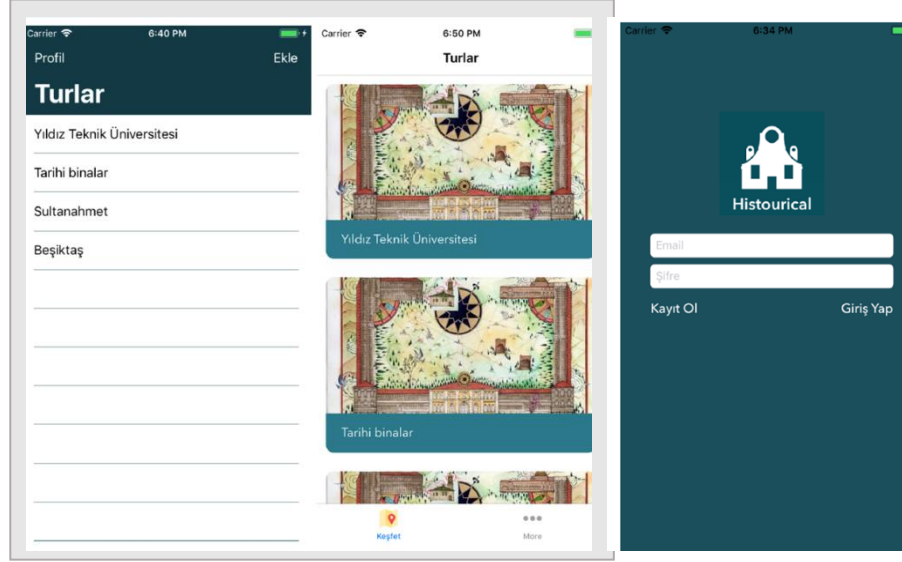 Carrier 6:40 PM
Profil Ekle
Turlar
Yıldız Teknik Üniversitesi
Tarihi binalar
Sultanahmet
Beşiktaş
Carrier 6:50 PM
Turlar
Yıldız Teknik Üniversitesi
Tarihi binalar
Keşfet More
Carrier 6:34 PM
Histourical
Email
Şifre
Kayıt Ol Giriş Yap